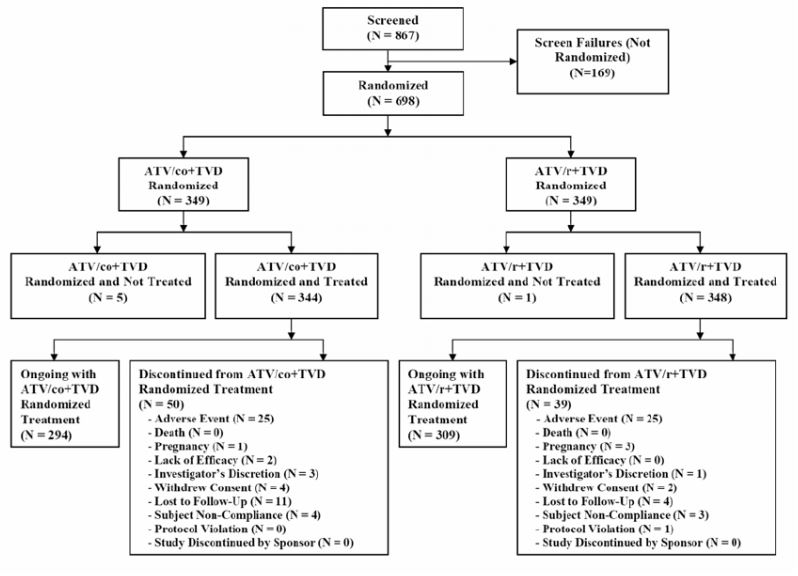 Screened
(N = 867)
Screen Failures (Not
Randomized)
(N=169)
Randomized
(N = 698)
ATV/co+TVD
Randomized
(N = 349)
ATV/r+TVD
Randomized
(N = 349)
ATV/co+TVD
Randomized and Not Treated
(N = 5)
ATV/co+TVD
Randomized and Treated
(N = 344)
ATV/r+TVD
Randomized and Not Treated
(N = 1)
ATV/r+TVD
Randomized and Treated
(N = 348)
Ongoing with
ATV/co+TVD
Randomized
Treatment
(N = 294)
Discontinued from ATV/co+TVD
Randomized Treatment
(N = 50)
- Adverse Event (N = 25)
- Death (N = 0)
- Pregnancy (N = 1)
- Lack of Efficacy (N = 2)
- Investigator's Discretion (N = 3)
- Withdrew Consent (N = 4)
- Lost to Follow-Up (N = 11)
- Subject Non-Compliance (N = 4)
- Protocol Violation (N = 0)
- Study Discontinued by Sponsor (N = 0)
Ongoing with
ATV/r+TVD
Randomized
Treatment
(N = 309)
Discontinued from ATV/r+TVD
Randomized Treatment
(N = 39)
- Adverse Event (N = 25)
- Death (N = 0)
- Pregnancy (N = 3)
- Lack of Efficacy (N = 0)
- Investigator's Discretion (N = 1)
- Withdrew Consent (N = 2)
- Lost to Follow-Up (N = 4)
- Subject Non-Compliance (N = 3)
- Protocol Violation (N = 1)
- Study Discontinued by Sponsor (N = 0)